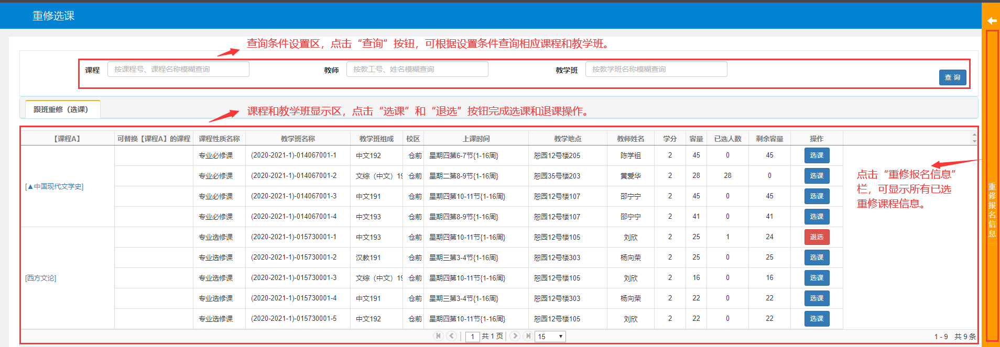 重修选课
查询条件设置区，点击“查询”按钮，可根据设置条件查询相应课程和教学班。
课程 按课程号、课程名称模糊查询 教师 按教工号、姓名模糊查询 教学班 按教学班名称模糊查询
查 询
跟班重修（选课）
课程和教学班显示区，点击“选课”和“退选”按钮完成选课和退课操作。
【课程A】 可替换【课程A】的课程 课程性质名称 教学班名称 教学班组成 校区 上课时间 教学地点 教师姓名 学分 容量 已选人数 剩余容量 操作
[▲中国现代文学史]
专业必修课 (2020-2021-1)-014067001-1 中文192 仓前 星期四第6-7节{1-16周} 恕园12号楼205 陈学祖 2 45 0 45 选课
专业必修课 (2020-2021-1)-014067001-2 文综（中文）19 仓前 星期二第8-9节{1-16周} 恕园35号楼203 黄爱华 2 28 28 0 选课
专业必修课 (2020-2021-1)-014067001-3 中文191 仓前 星期四第10-11节{1-16周} 恕园12号楼107 邵宁宁 2 45 0 45 选课
专业必修课 (2020-2021-1)-014067001-4 中文193 仓前 星期四第8-9节{1-16周} 恕园12号楼107 邵宁宁 2 41 0 41 选课
[西方文论]
专业选修课 (2020-2021-1)-015730001-1 中文193 仓前 星期四第10-11节{1-16周} 恕园12号楼105 刘欣 2 25 1 24 退选
专业选修课 (2020-2021-1)-015730001-2 汉教191 仓前 星期三第3-4节{1-16周} 恕园12号楼303 杨向荣 2 25 0 25 选课
专业选修课 (2020-2021-1)-015730001-3 文综（中文）19 仓前 星期四第10-11节{1-16周} 恕园12号楼105 刘欣 2 16 0 16 选课
专业选修课 (2020-2021-1)-015730001-4 中文191 仓前 星期三第3-4节{1-16周} 恕园12号楼303 杨向荣 2 22 0 22 选课
专业选修课 (2020-2021-1)-015730001-5 中文192 仓前 星期四第10-11节{1-16周} 恕园12号楼105 刘欣 2 22 0 22 选课
点击“重修报名信息”
栏，可显示所有已选
重修课程信息。
重修报名信息
1 共 1 页 15 1 - 9 共 9 条